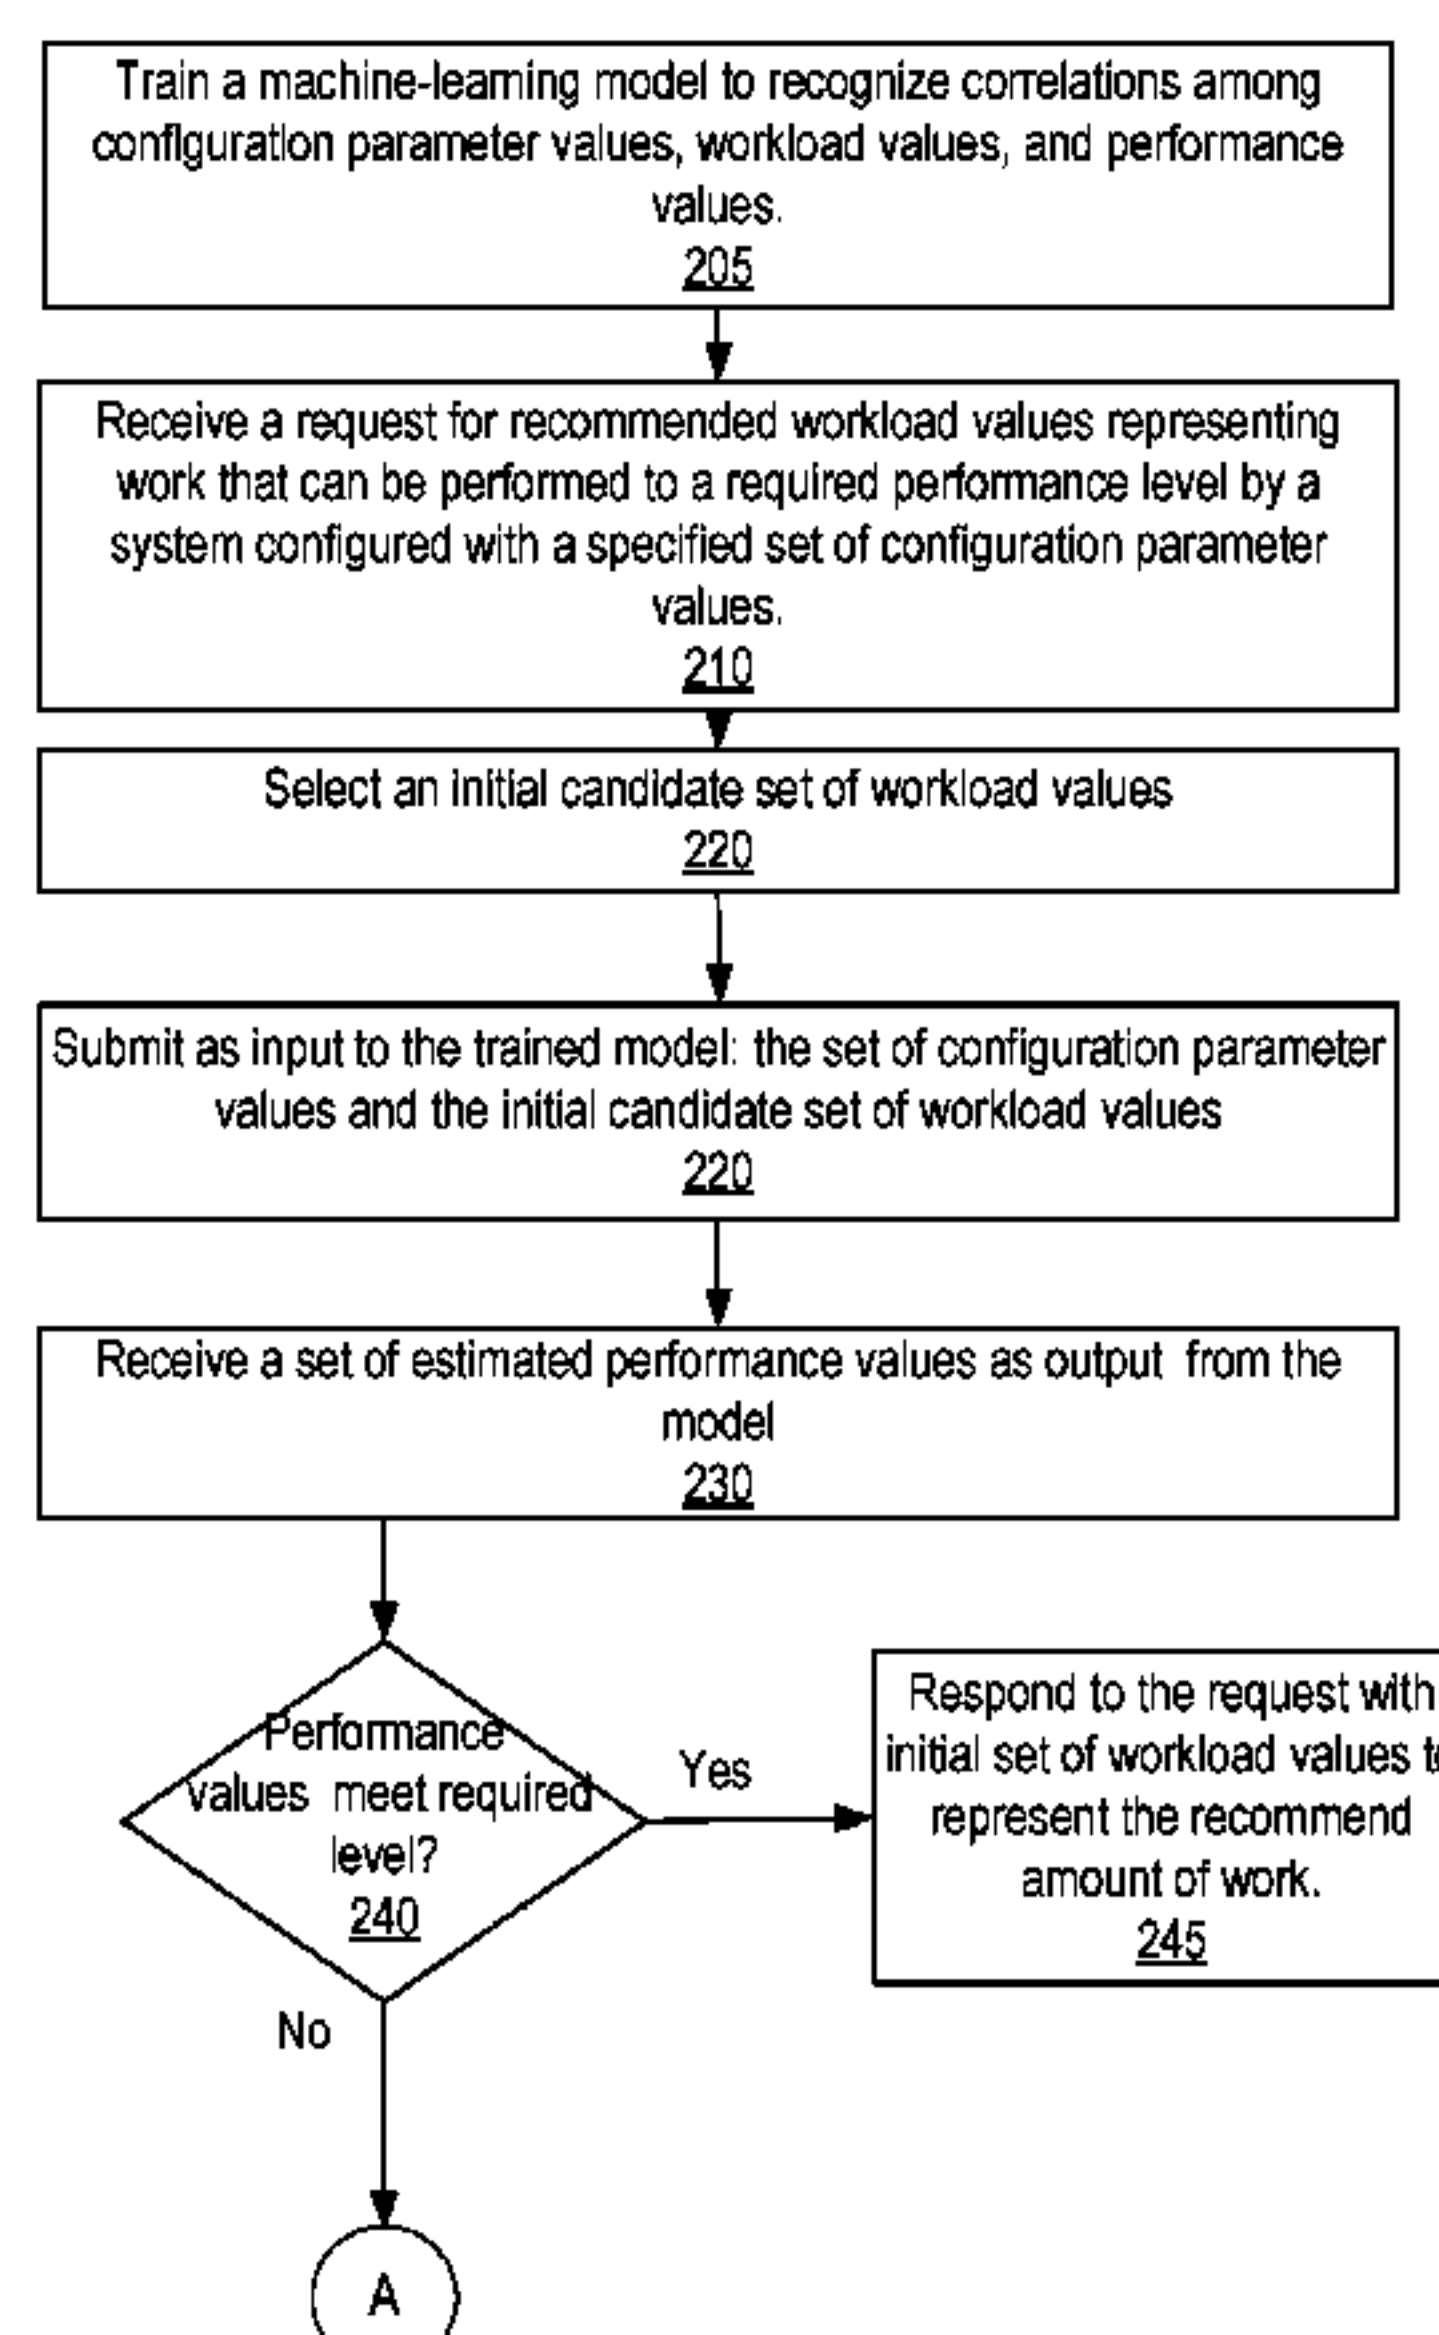 Train a machine-learning model to recognize correlations among
configuration parameter values, workload values, and performance
values.
205
Receive a request for recommended workload values representing
work that can be performed to a required performance level by a
system configured with a specified set of configuration parameter
values.
210
Select an initial candidate set of workload values
220
Submit as input to the trained model: the set of configuration parameter
values and the initial candidate set of workload values
220
Receive a set of estimated performance values as output from the
model
230
Performance
values meet required
level?
240
Yes
Respond to the request with
initial set of workload values
represent the recommend
amount of work.
245
No
A